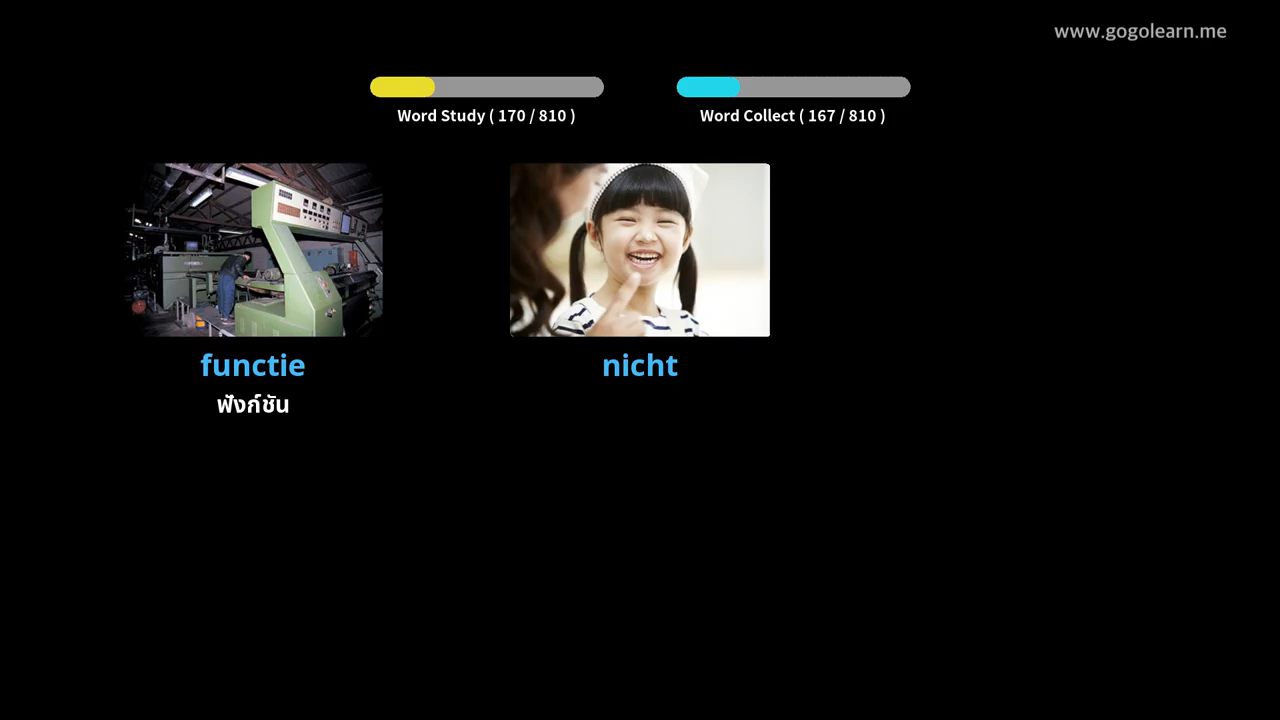 www.gogolearn.me
Word Study ( 170 / 810 )
Word Collect ( 167 / 810 )
functie
ฟังก์ชัน
nicht